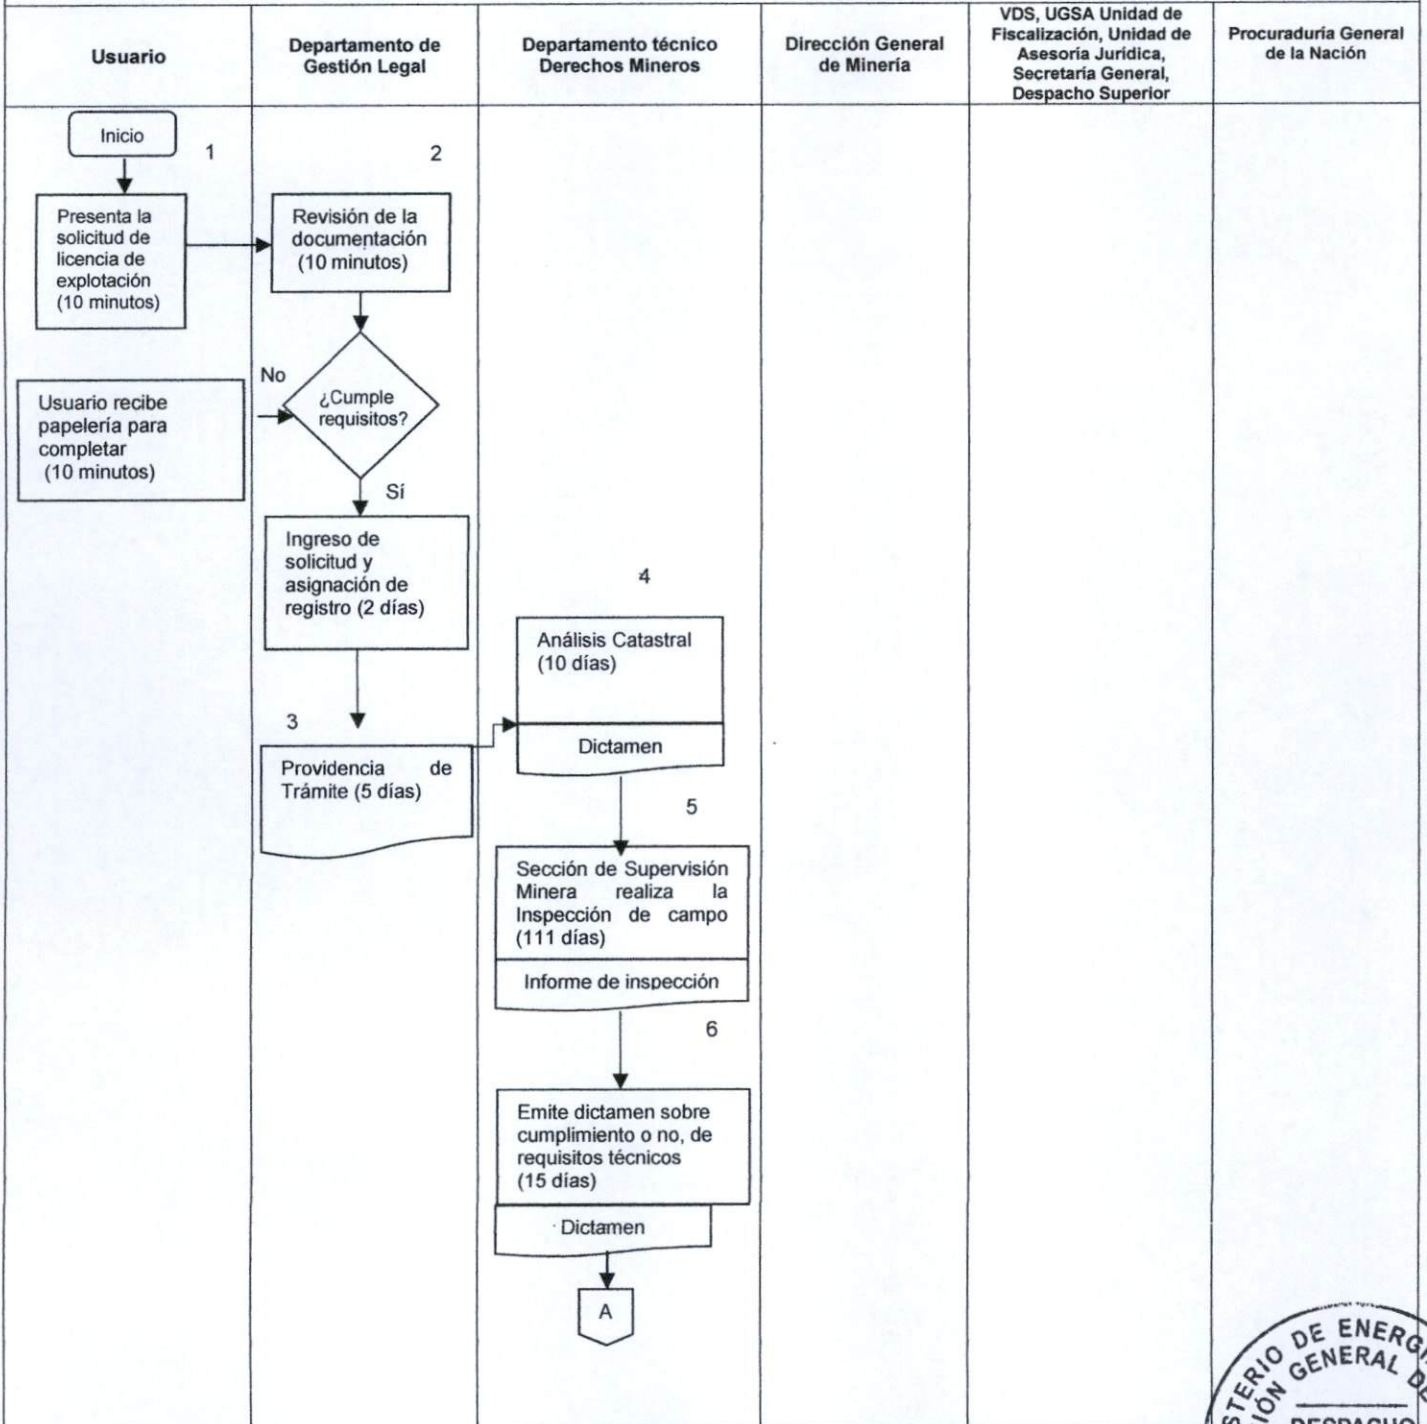 Usuario
Departamento de
Gestión Legal
Departamento técnico
Derechos Mineros
Dirección General
de Minería
VDS, UGSA Unidad de
Fiscalización, Unidad de
Asesoría Jurídica,
Secretaría General,
Despacho Superior
Procuraduría General
de la Nación
Inicio
1
2
Presenta la
solicitud de
licencia de
explotación
(10 minutos)
Revisión de la
documentación
(10 minutos)
No
¿Cumple
requisitos?
Usuario recibe
papelería para
completar
(10 minutos)
Sí
Ingreso de
solicitud y
asignación de
registro (2 días)
4
Análisis Catastral
(10 días)
Dictamen
3
Providencia de
Trámite (5 días)
5
Sección de Supervisión
Minera realiza la
Inspección de campo
(111 días)
Informe de inspección
6
Emite dictamen sobre
cumplimiento o no, de
requisitos técnicos
(15 días)
Dictamen
A
STERIO DE ENERG
IÓN GENERAL D